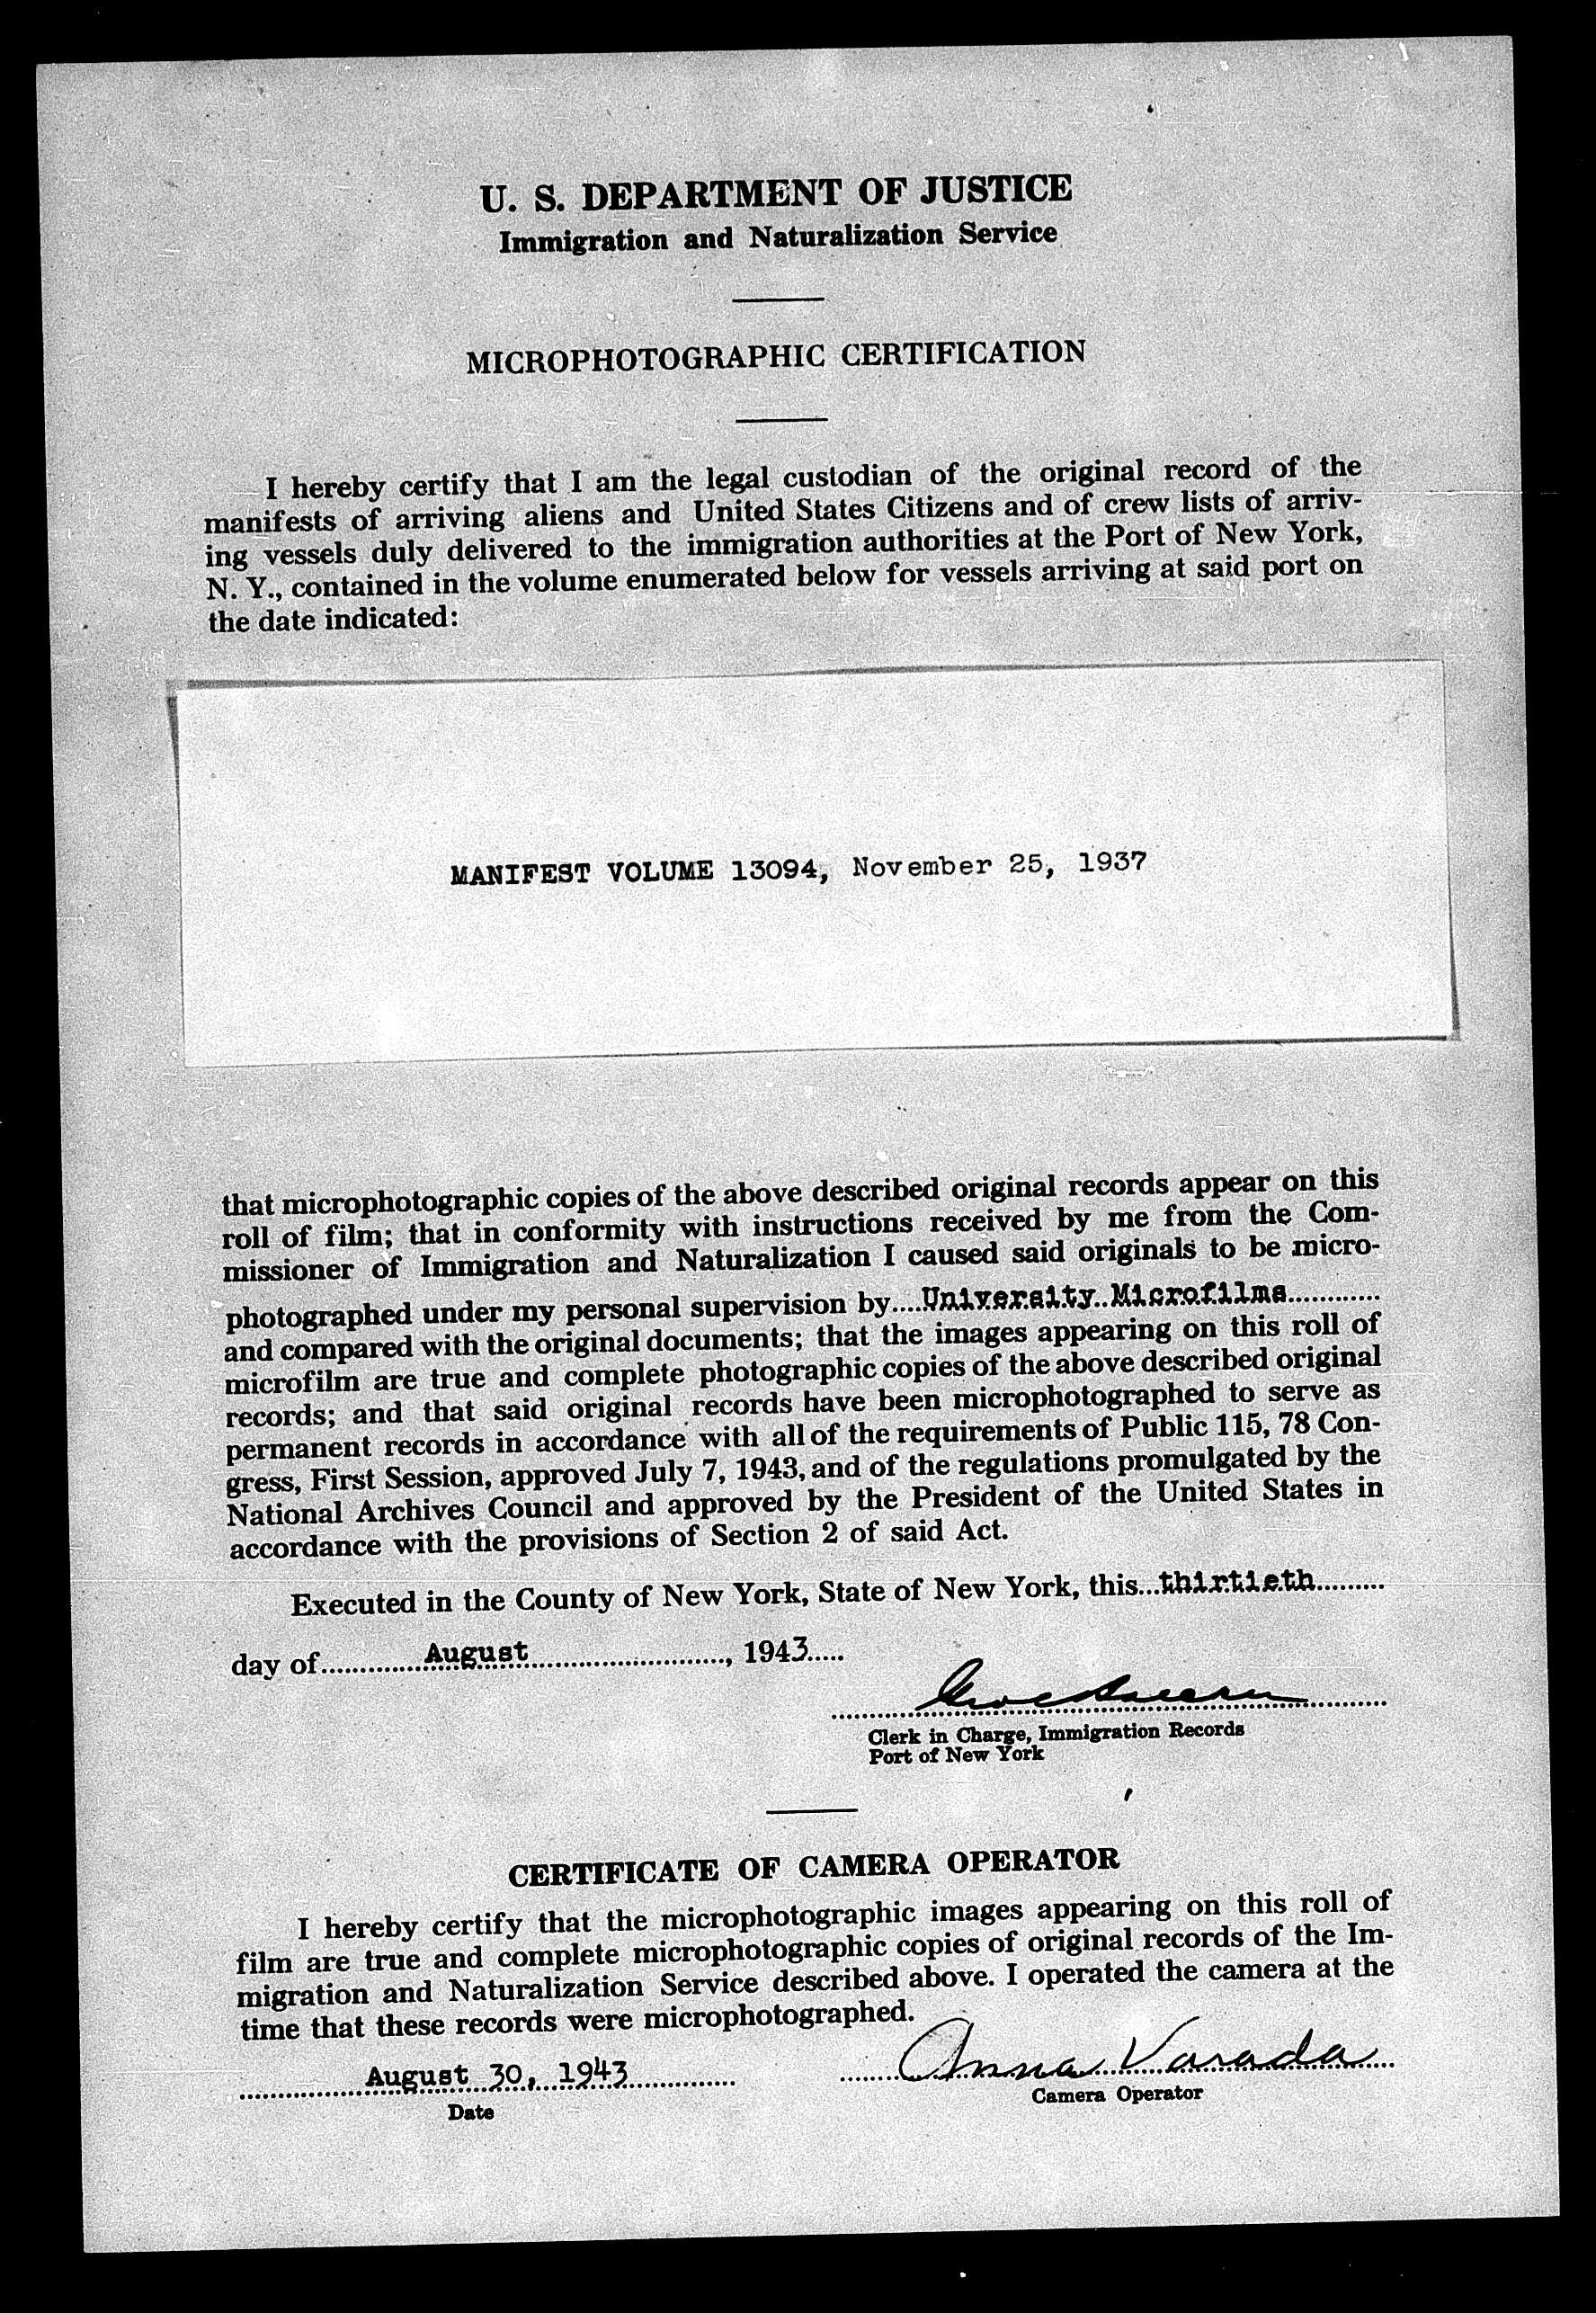 U. S. DEPARTMENT OF JUSTICE
Immigration and Naturalization Service
MICROPHOTOGRAPHIC CERTIFICATION
I hereby certify that I am the legal custodian of the original record of the
manifests of arriving aliens and United States Citizens and of crew lists of arriv-
ing vessels duly delivered to the immigration authorities at the Port of New York,
N. Y., contained in the volume enumerated below for vessels arriving at said port on
the date indicated:
MANIFEST VOLUME 13094, November 25, 1937
that microphotographic copies of the above described original records appear on this
roll of film; that in conformity with instructions received by me from the Com-
missioner of Immigration and Naturalization I caused said originals to be micro-
photographed under my personal supervision by....University Microfilms............
and compared with the original documents; that the images appearing on this roll of
microfilm are true and complete photographic copies of the above described original
records; and that said original records have been microphotographed to serve as
permanent records in accordance with all of the requirements of Public 115, 78 Con-
gress, First Session, approved July 7, 1943, and of the regulations promulgated by the
National Archives Council and approved by the President of the United States in
accordance with the provisions of Section 2 of said Act.
Executed in the County of New York, State of New York, this...thirtieth.........
day of.............August........................, 1943.....
Clerk in Charge, Immigration Records
Port of New York
CERTIFICATE OF CAMERA OPERATOR
I hereby certify that the microphotographic images appearing on this roll of
film are true and complete microphotographic copies of original records of the Im-
migration and Naturalization Service described above. I operated the camera at the
time that these records were microphotographed.
August 30, 1943 Anna Varada
Date Camera Operator